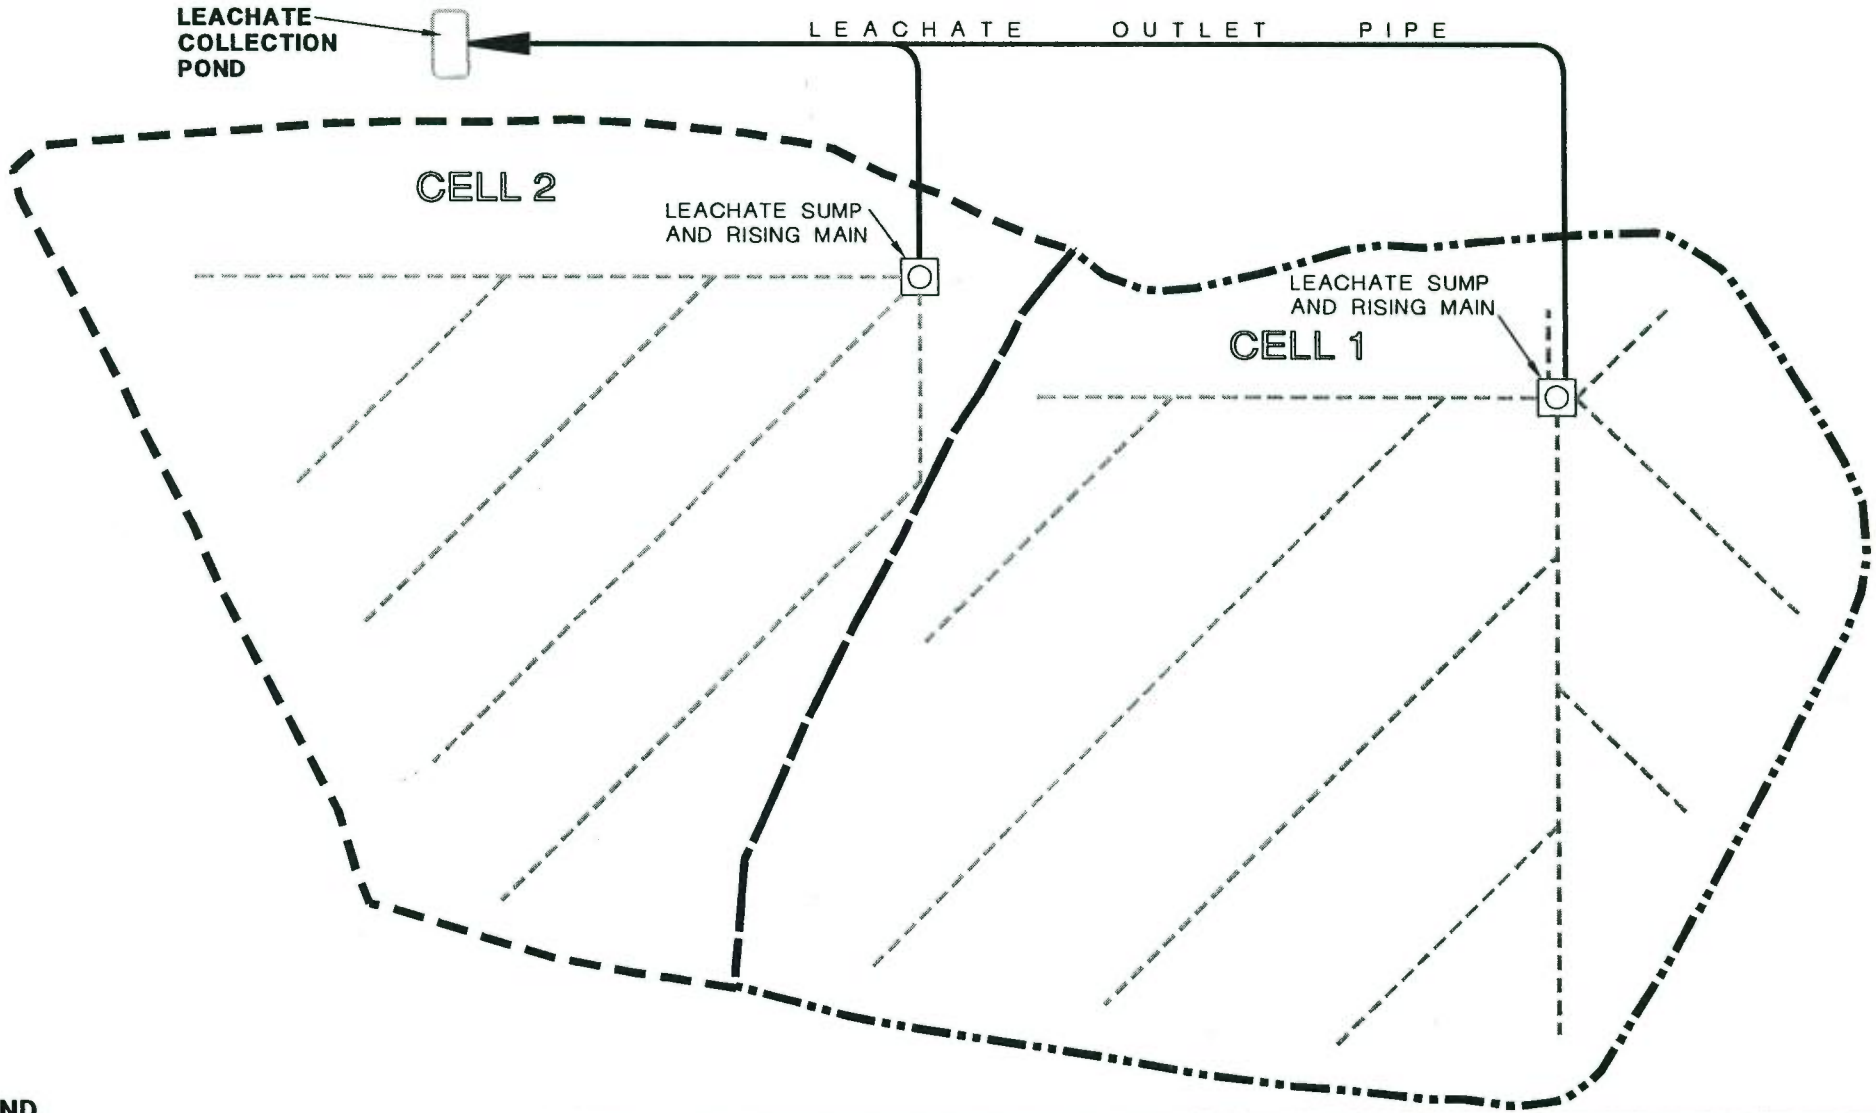 LEACHATE
COLLECTION
POND
LEACHATE OUTLET PIPE
CELL 2
LEACHATE SUMP
AND RISING MAIN
LEACHATE SUMP
AND RISING MAIN
CELL 1